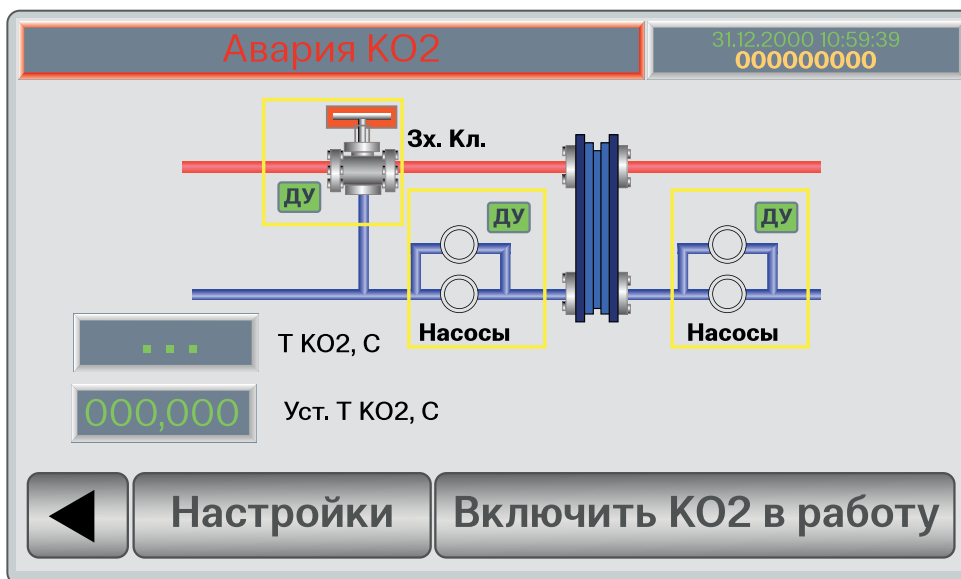 Авария КО2
31.12.2000 10:59:39
000000000
3х. Кл.
ДУ
ДУ
ДУ
Насосы
Насосы
...
Т КО2, С
000,000
Уст. Т КО2, С
Настройки
Включить КО2 в работу